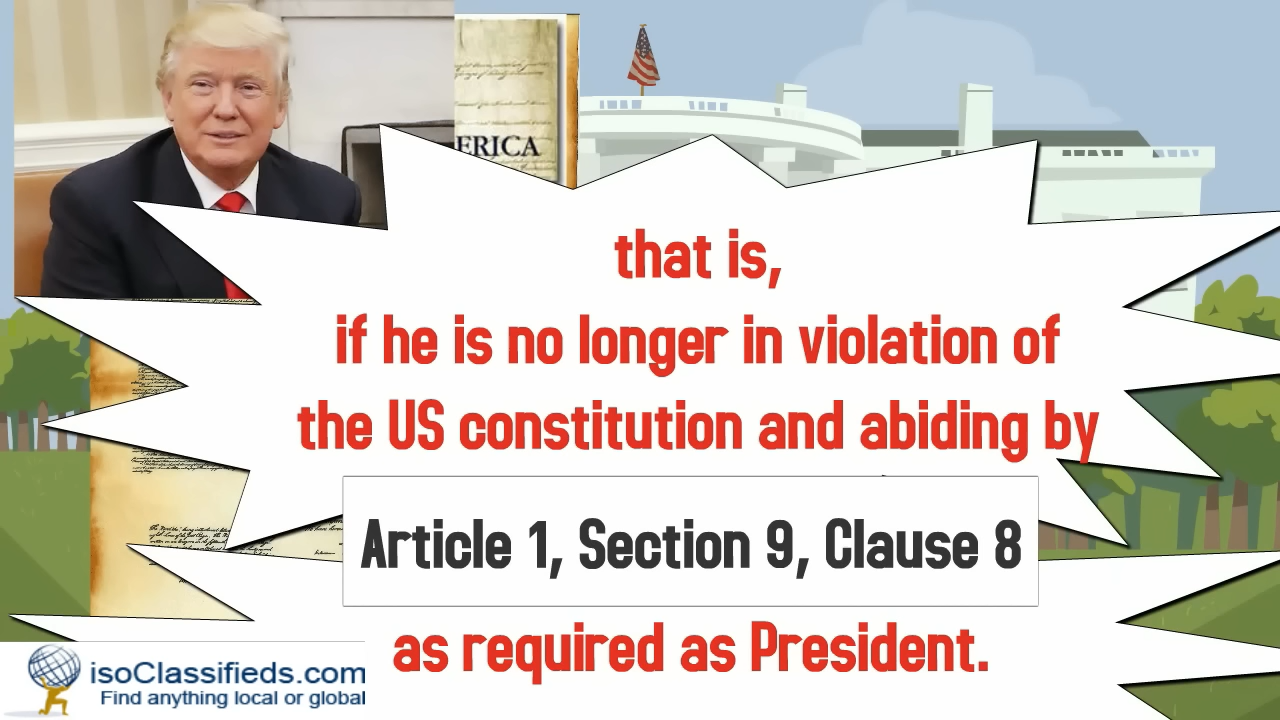 ERICA
that is,
if he is no longer in violation of
the US constitution and abiding by
Article 1, Section 9, Clause 8
as required as President.
isoClassifieds.com
Find anything local or global